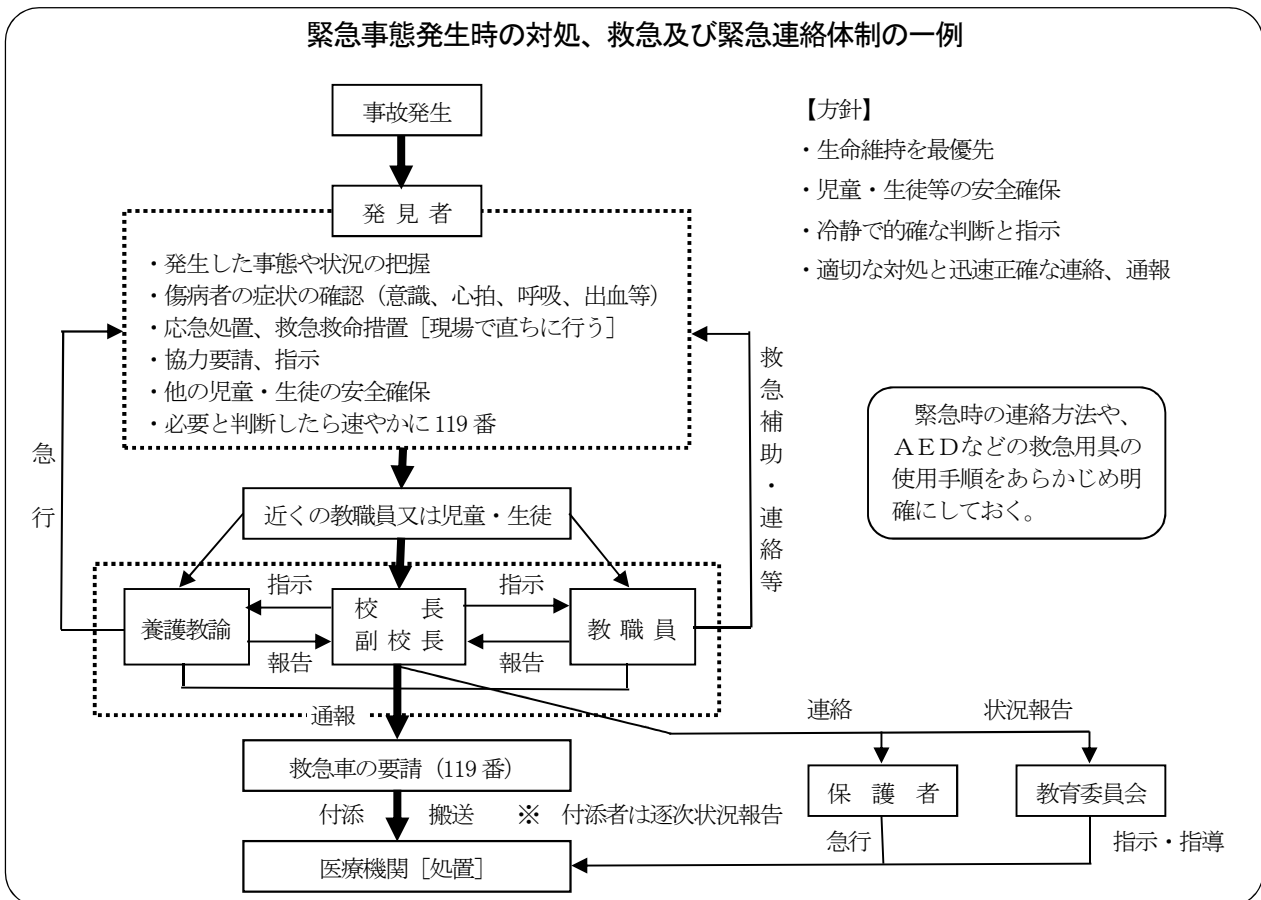 緊急事態発生時の対処、救急及び緊急連絡体制の一例
事故発生
【方針】
・生命維持を最優先
・児童・生徒等の安全確保
・冷静で的確な判断と指示
・適切な対処と迅速正確な連絡、通報
発見者
・発生した事態や状況の把握
・傷病者の症状の確認（意識、心拍、呼吸、出血等）
・応急処置、救急救命措置［現場で直ちに行う］
・協力要請、指示
・他の児童・生徒の安全確保
・必要と判断したら速やかに119番
急行
救急補助・連絡等
緊急時の連絡方法や、
ＡＥＤなどの救急用具の
使用手順をあらかじめ明
確にしておく。
近くの教職員又は児童・生徒
指示
指示
養護教諭
校長
副校長
教職員
報告
報告
通報
連絡
状況報告
救急車の要請（119番）
保護者
教育委員会
付添
搬送
※ 付添者は逐次状況報告
急行
指示・指導
医療機関［処置］